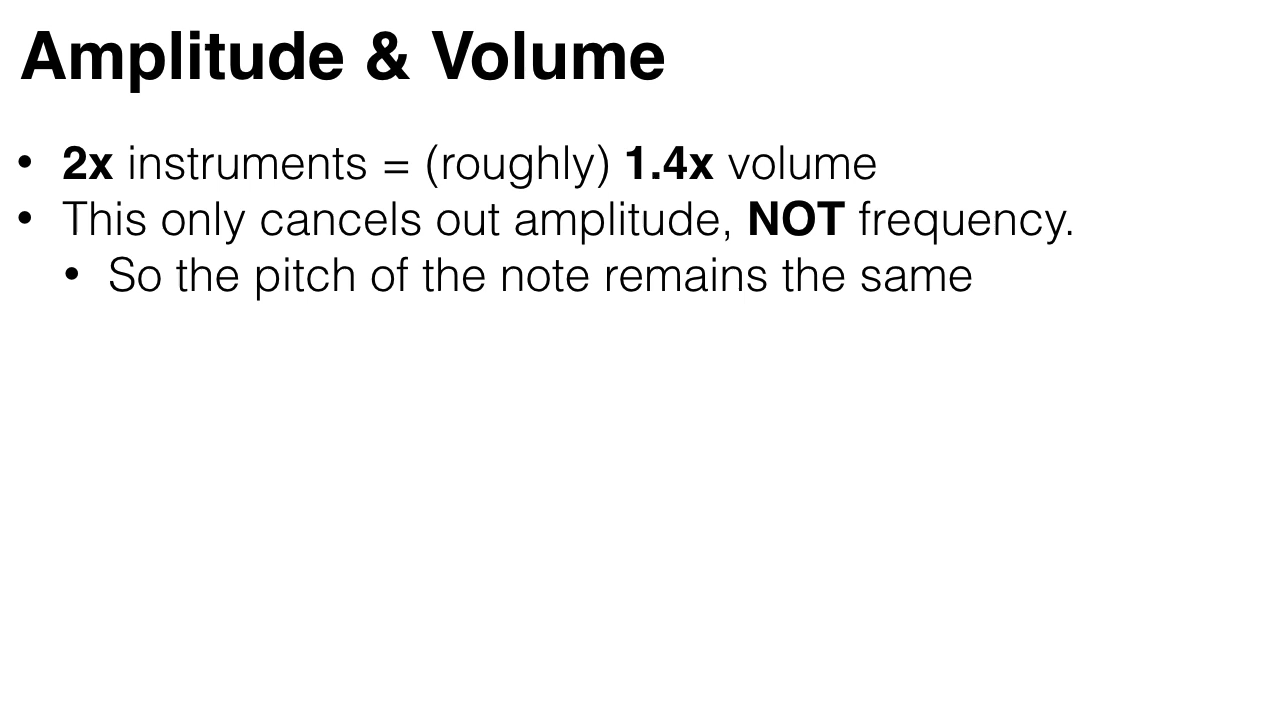 Amplitude & Volume
• 2x instruments = (roughly) 1.4x volume
• This only cancels out amplitude, NOT frequency.
• So the pitch of the note remains the same